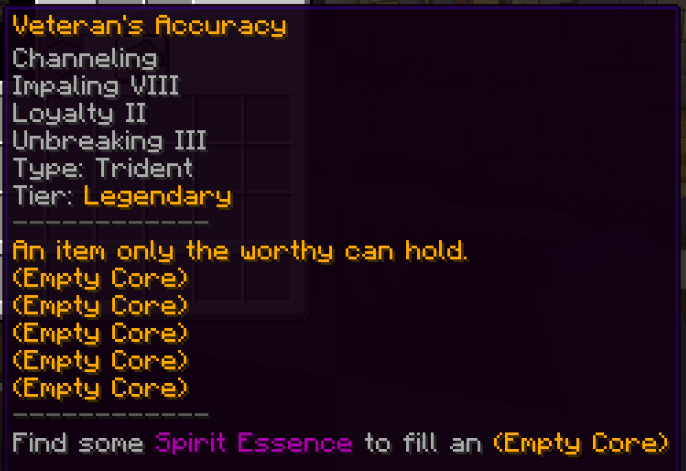 Veteran's Accuracy
Channeling
Impaling VIII
Loyalty II
Unbreaking III
Type: Trident
Tier: Legendary
------------
An item only the worthy can hold.
(Empty Core)
(Empty Core)
(Empty Core)
(Empty Core)
(Empty Core)
------------
Find some Spirit Essence to fill an (Empty Core)